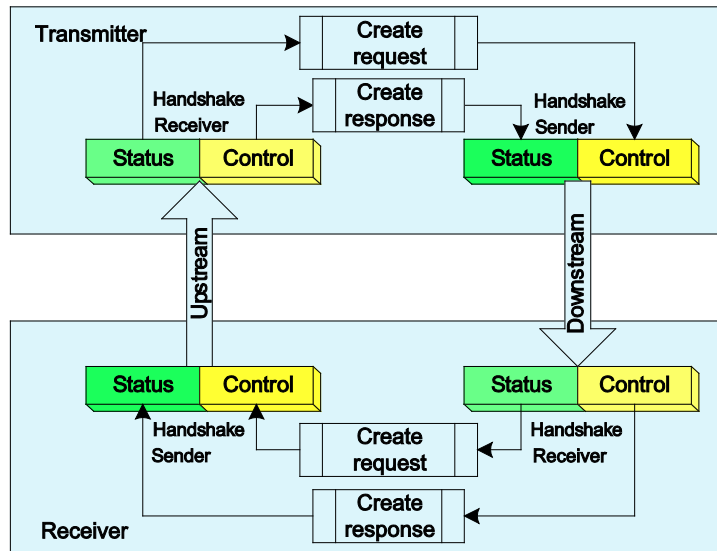 Transmitter
Create
request
Handshake
Receiver
Create
response
Handshake
Sender
Status
Control
Status
Control
Upstream
Downstream
Status
Control
Status
Control
Handshake
Sender
Create
request
Handshake
Receiver
Create
response
Receiver